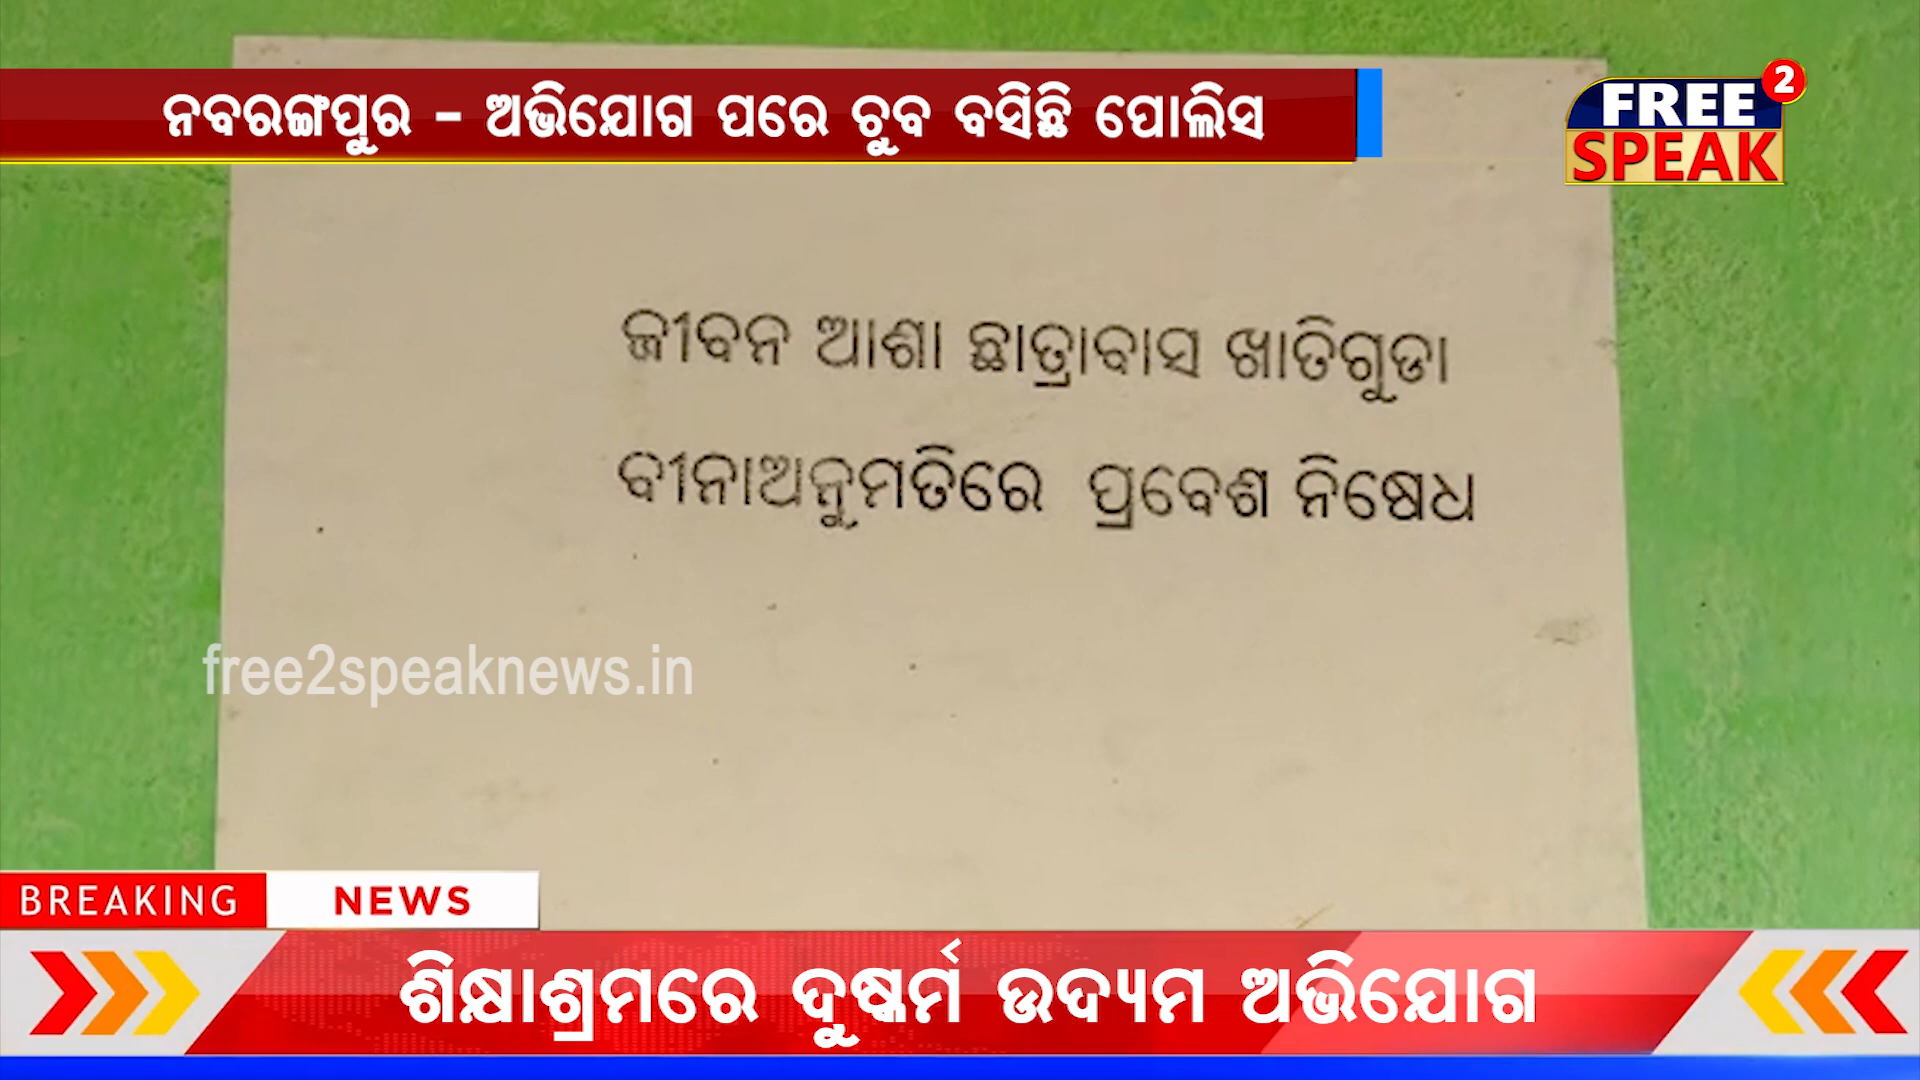 ନବରଙ୍ଗପୁର - ଅଭିଯୋଗ ପରେ ଚୁବ ବସିଛି ପୋଲିସ
FREE 2
SPEAK
ଜୀବନ ଆଶା ଛାତ୍ରାବାସ ଖାତିଗୁଡା
ବୀନାଅନୁମତିରେ ପ୍ରବେଶ ନିଷେଧ
free2speaknews.in
BREAKING NEWS
ଶିକ୍ଷାଶ୍ରମରେ ଦୁଷ୍କର୍ମ ଉଦ୍ୟମ ଅଭିଯୋଗ